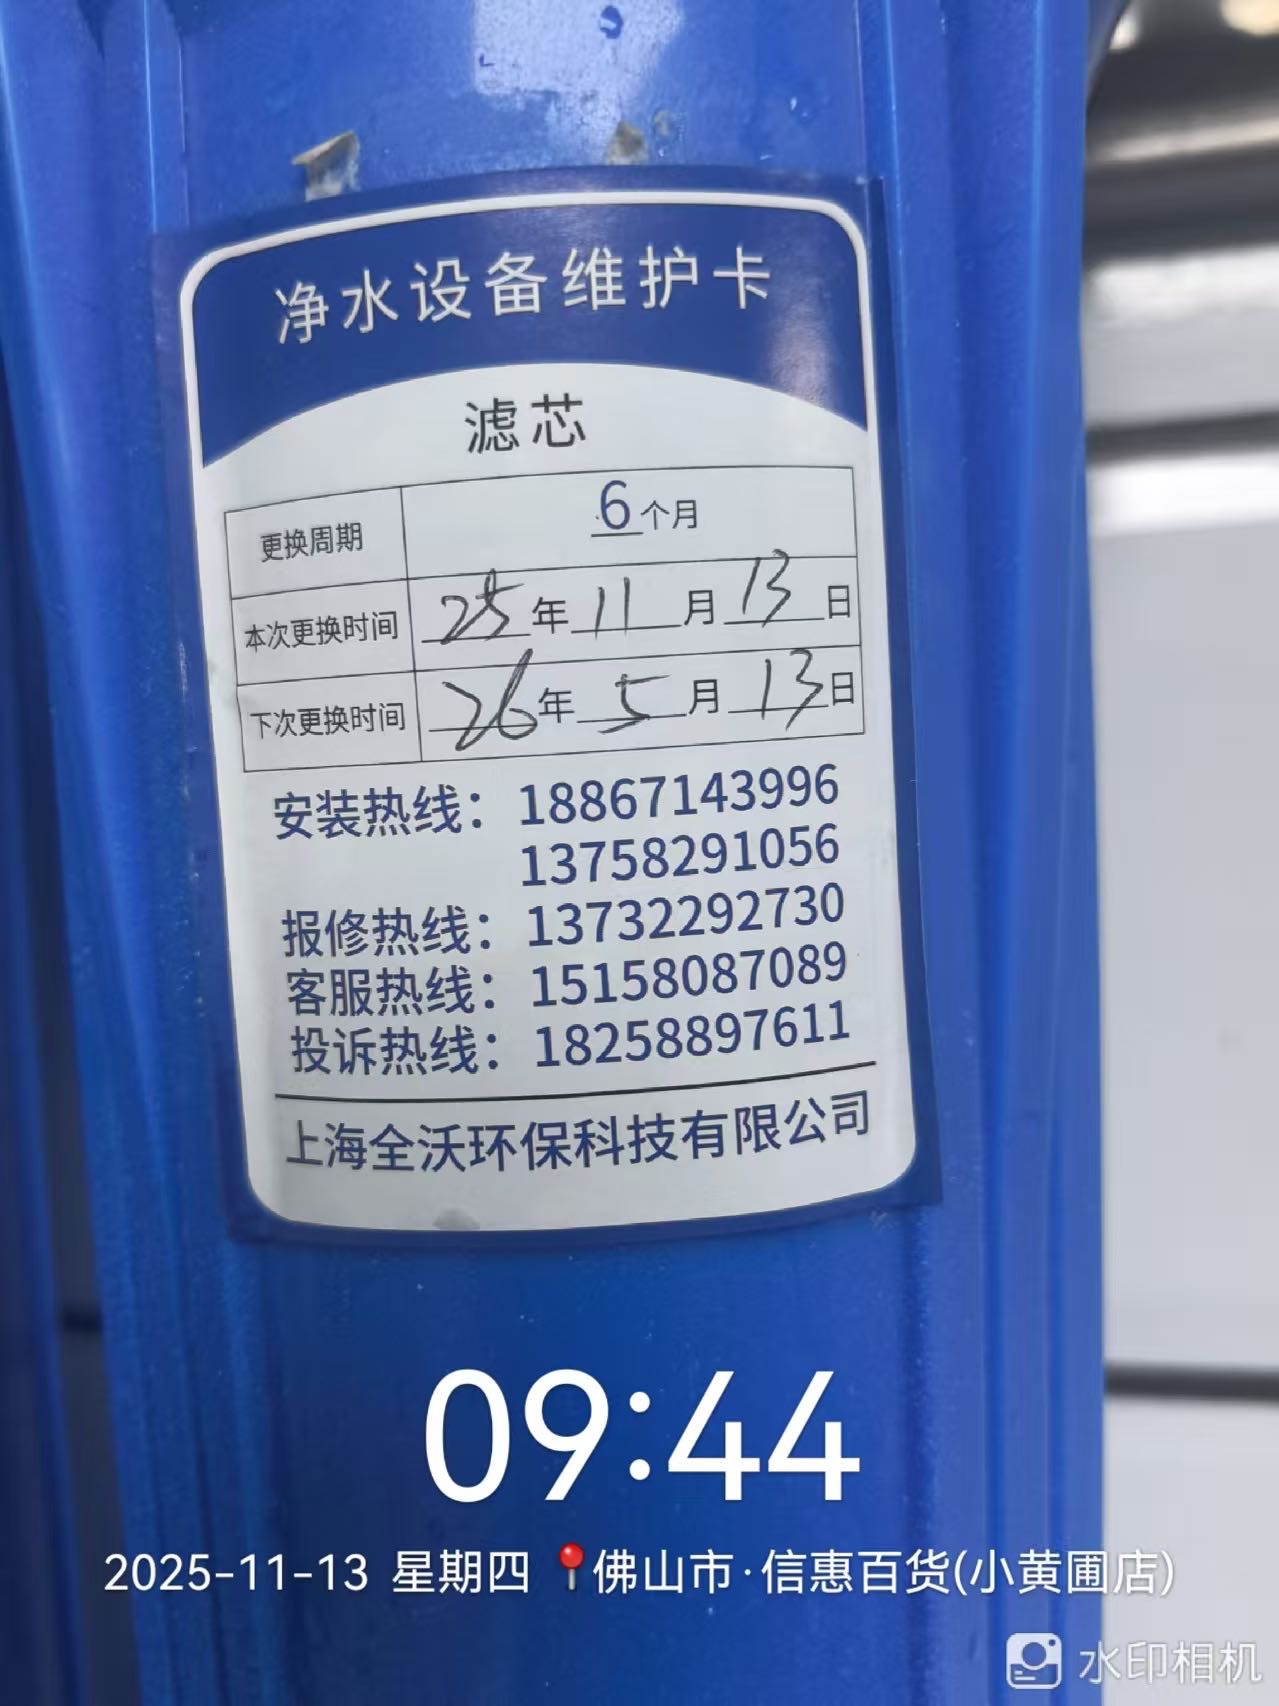 净水设备维护卡
滤芯
更换周期 6个月
本次更换时间 25年11月13日
下次更换时间 26年5月13日
安装热线：18867143996
13758291056
报修热线：13732292730
客服热线：15158087089
投诉热线：18258897611
上海全沃环保科技有限公司
09:44
2025-11-13 星期四 📍佛山市·信惠百货(小黄圃店)
水印相机